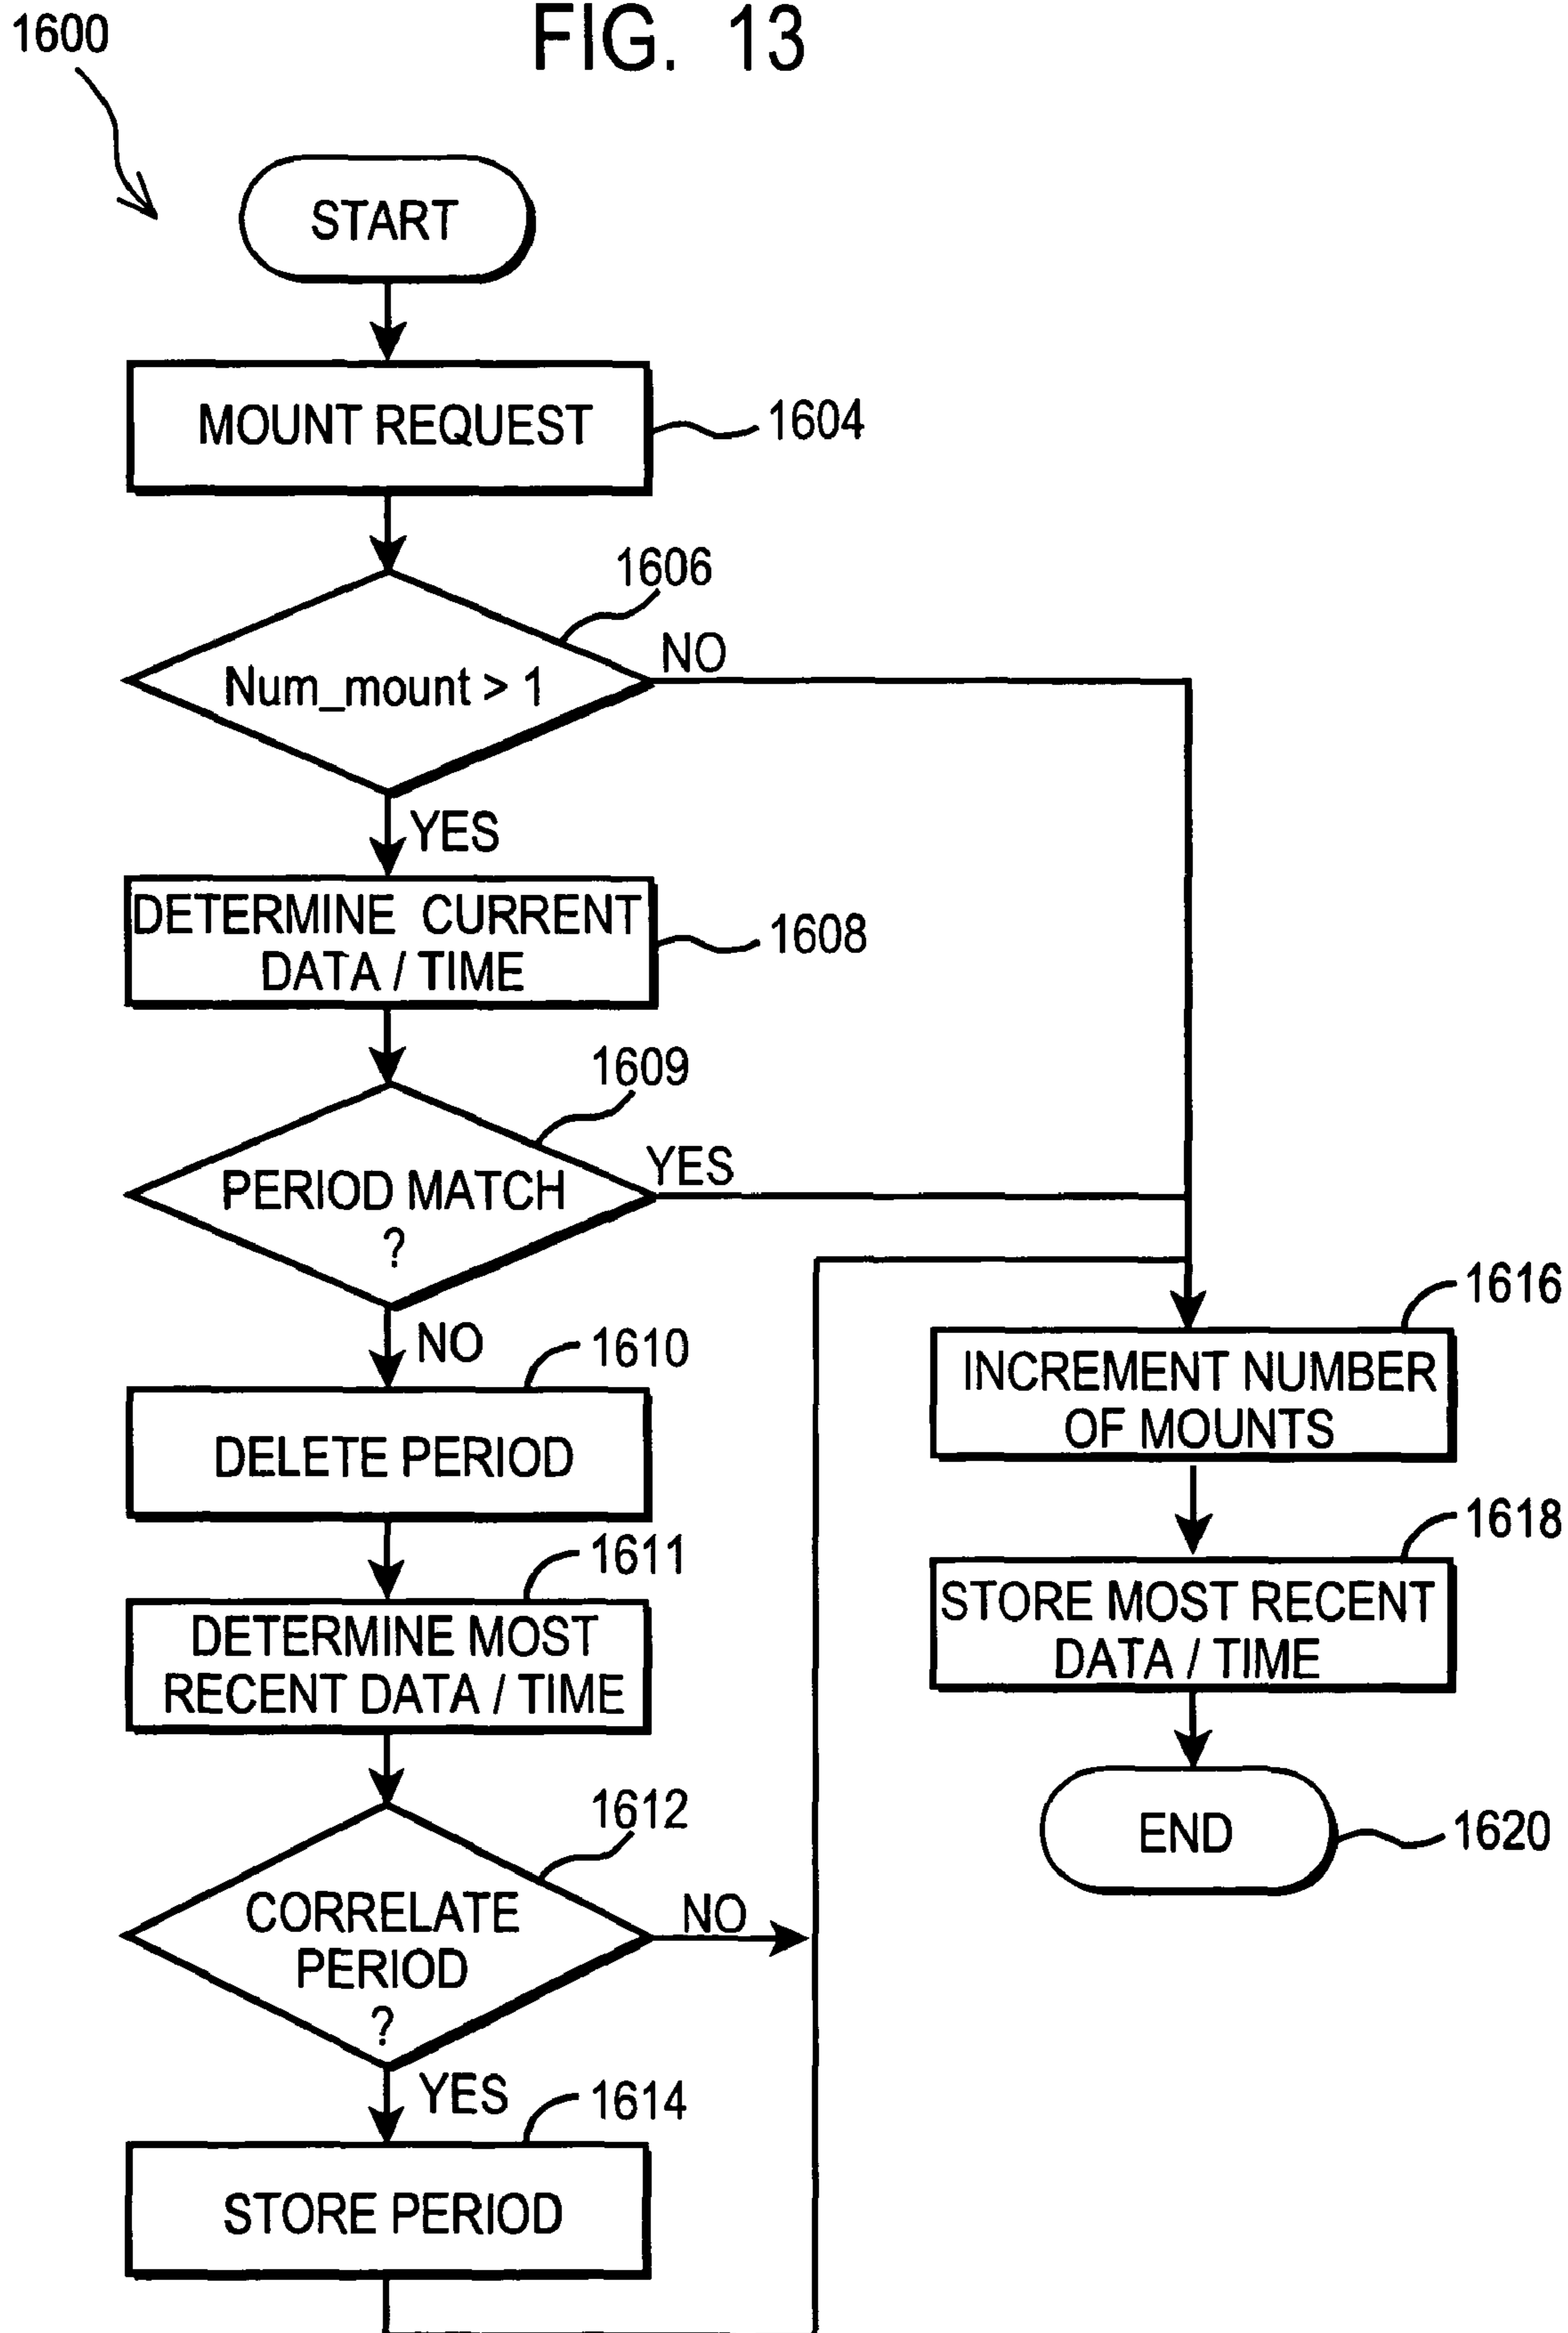 FIG. 13
1600
START
MOUNT REQUEST
1604
1606
Num_mount > 1
NO
YES
DETERMINE CURRENT
DATA / TIME
1608
1609
PERIOD MATCH
?
YES
NO
1610
DELETE PERIOD
1611
DETERMINE MOST
RECENT DATA / TIME
1612
CORRELATE
PERIOD
?
NO
YES
1614
STORE PERIOD
1616
INCREMENT NUMBER
OF MOUNTS
1618
STORE MOST RECENT
DATA / TIME
END
1620